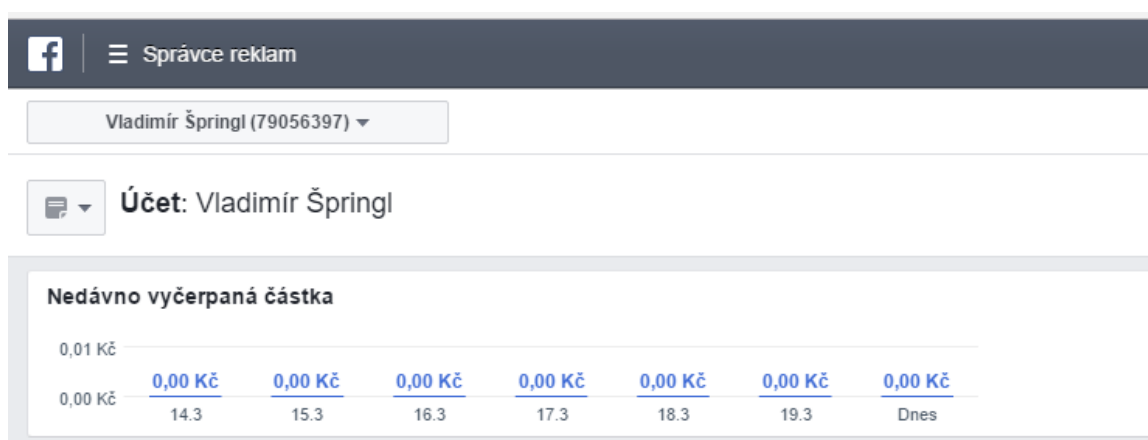 Správce reklam
Vladimír Špringl (79056397)
Účet: Vladimír Špringl
Nedávno vyčerpaná částka
0,01 Kč
0,00 Kč 0,00 Kč 0,00 Kč 0,00 Kč 0,00 Kč 0,00 Kč 0,00 Kč
0,00 Kč
14.3 15.3 16.3 17.3 18.3 19.3 Dnes